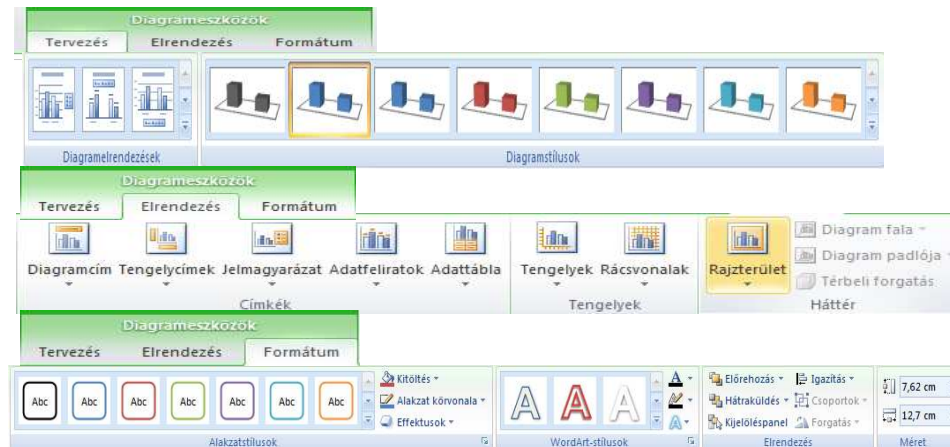 Diagrameszközök
Tervezés Elrendezés Formátum
Diagramelrendezések Diagramstílusok
Diagrameszközök
Tervezés Elrendezés Formátum
Diagram fala
Diagram padlója
Diagramcím Tengelycímek Jelmagyarázat Adatfeliratok Adattábla Tengelyek Rácsvonalak Rajzterület
Térbeli forgatás
Címkék Tengelyek Háttér
Diagrameszközök
Tervezés Elrendezés Formátum
Kitöltés A Előrehozás Igazítás
Abc Abc Abc Abc Abc Abc Abc Alakzat körvonala A A A Hátraküldés Csoportok 7,62 cm
Effektusok A Kijelöléspanel Forgatás 12,7 cm
Alakzatstílusok WordArt-stílusok Elrendezés Méret